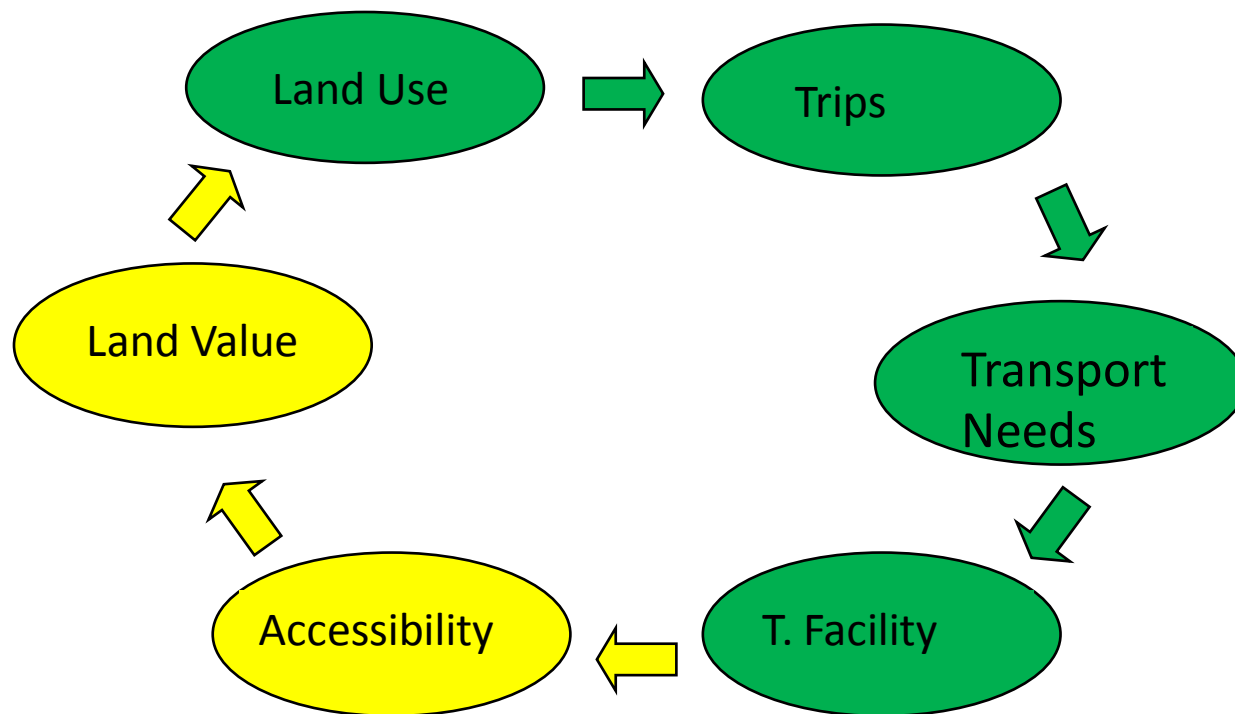 Land Use
Trips
Land Value
Transport
Needs
Accessibility
T. Facility